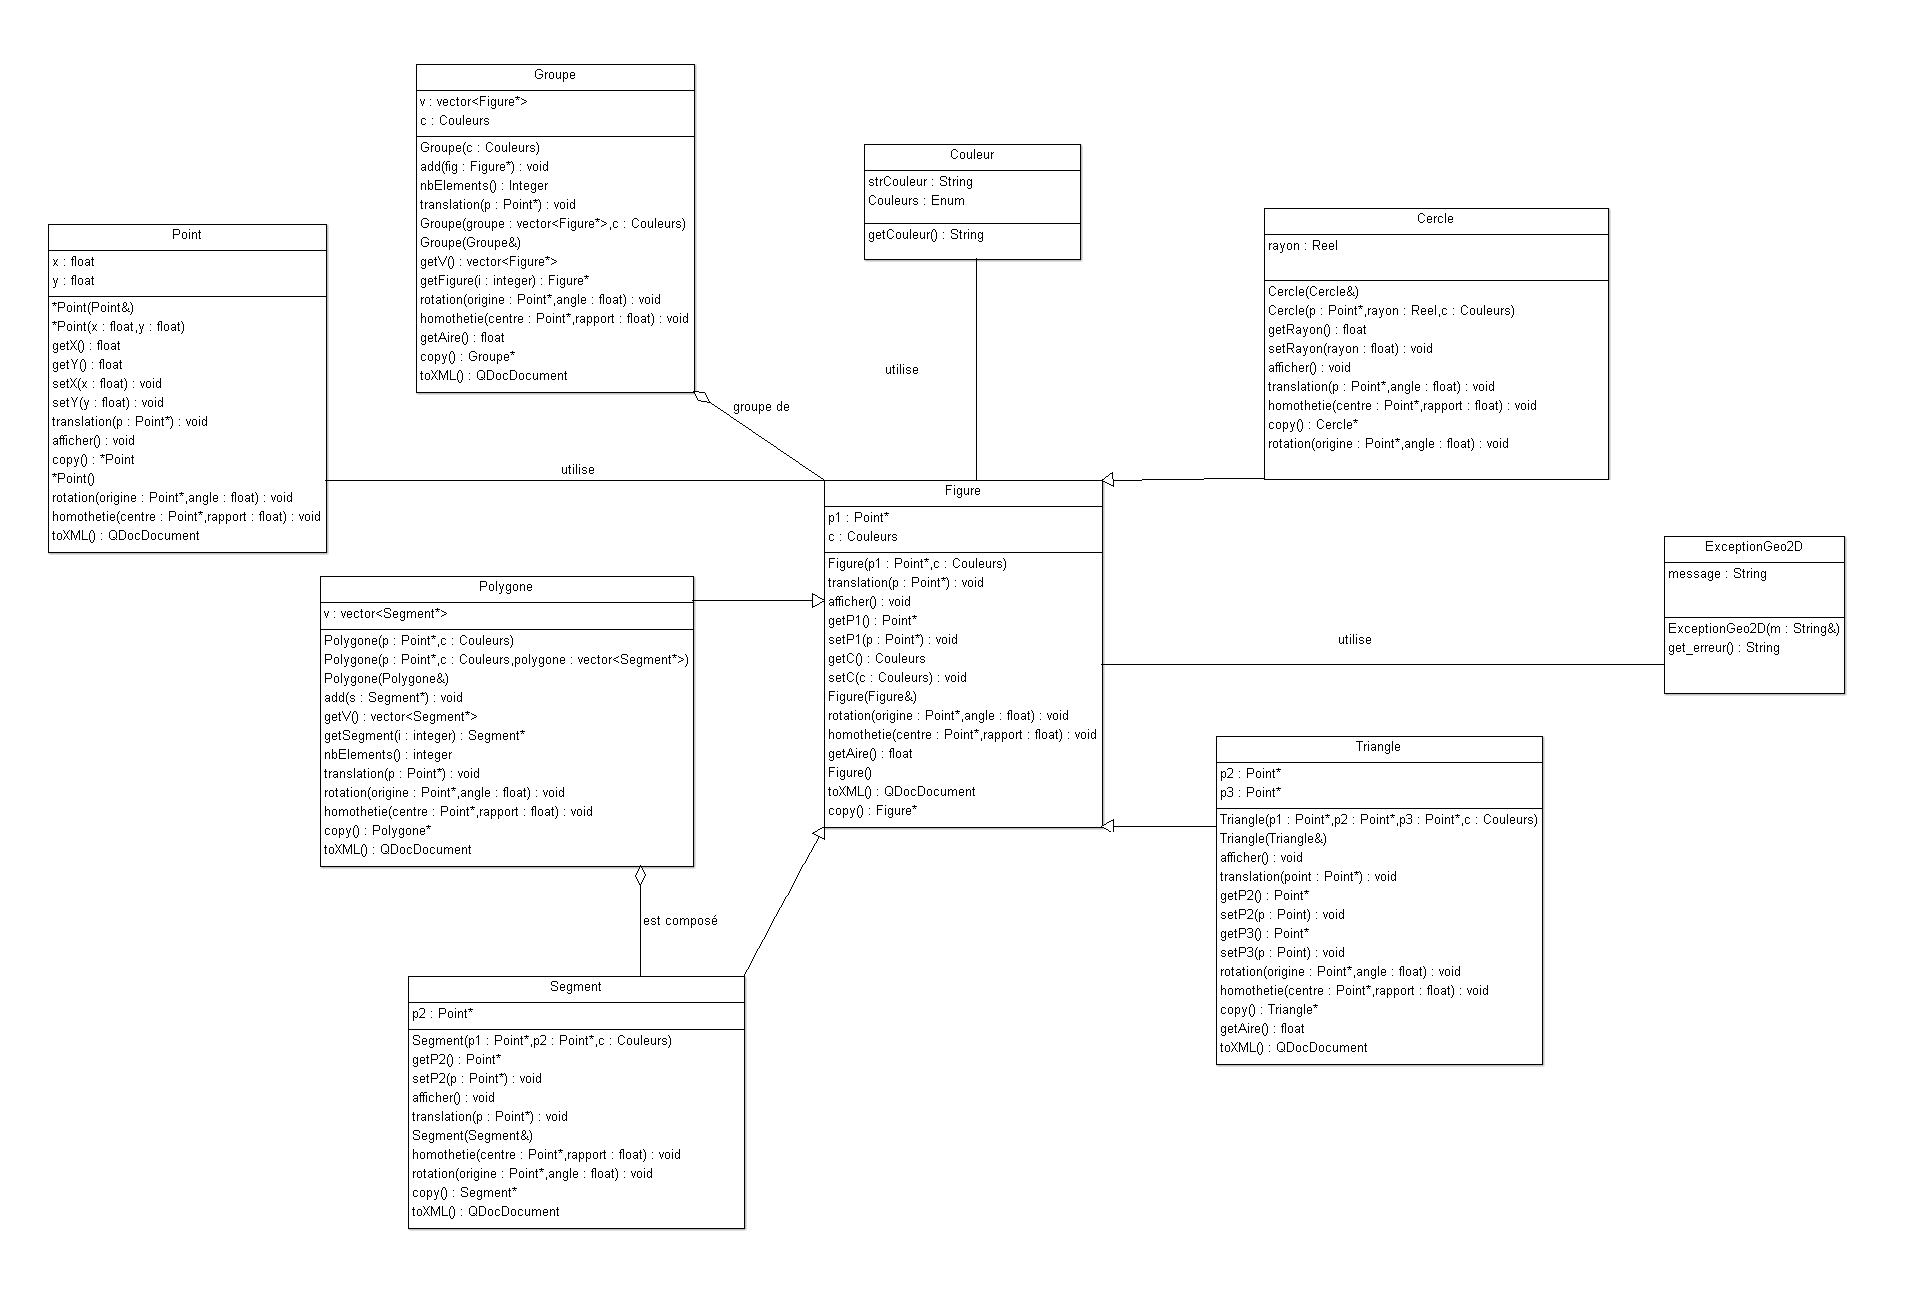 Groupe
v : vector<Figure*>
c : Couleurs
Groupe(c : Couleurs)
add(fig : Figure*) : void
nbElements() : Integer
translation(p : Point*) : void
Groupe(groupe : vector<Figure*>,c : Couleurs)
Groupe(Groupe&)
getV() : vector<Figure*>
getFigure(i : integer) : Figure*
rotation(origine : Point*,angle : float) : void
homothetie(centre : Point*,rapport : float) : void
getAire() : float
copy() : Groupe*
toXML() : QDocDocument
groupe de
Couleur
strCouleur : String
Couleurs : Enum
getCouleur() : String
utilise
Cercle
rayon : Reel
Cercle(Cercle&)
Cercle(p : Point*,rayon : Reel,c : Couleurs)
getRayon() : float
setRayon(rayon : float) : void
afficher() : void
translation(p : Point*,angle : float) : void
homothetie(centre : Point*,rapport : float) : void
copy() : Cercle*
rotation(origine : Point*,angle : float) : void
Point
x : float
y : float
*Point(Point&)
*Point(x : float,y : float)
getX() : float
getY() : float
setX(x : float) : void
setY(y : float) : void
translation(p : Point*) : void
afficher() : void
copy() : *Point
*Point()
rotation(origine : Point*,angle : float) : void
homothetie(centre : Point*,rapport : float) : void
toXML() : QDocDocument
utilise
Figure
p1 : Point*
c : Couleurs
Figure(p1 : Point*,c : Couleurs)
translation(p : Point*) : void
afficher() : void
getP1() : Point*
setP1(p : Point*) : void
getC() : Couleurs
setC(c : Couleurs) : void
Figure(Figure&)
rotation(origine : Point*,angle : float) : void
homothetie(centre : Point*,rapport : float) : void
getAire() : float
Figure()
toXML() : QDocDocument
copy() : Figure*
ExceptionGeo2D
message : String
ExceptionGeo2D(m : String&)
get_erreur() : String
utilise
Polygone
v : vector<Segment*>
Polygone(p : Point*,c : Couleurs)
Polygone(p : Point*,c : Couleurs,polygone : vector<Segment*>)
Polygone(Polygone&)
add(s : Segment*) : void
getV() : vector<Segment*>
getSegment(i : integer) : Segment*
nbElements() : integer
translation(p : Point*) : void
rotation(origine : Point*,angle : float) : void
homothetie(centre : Point*,rapport : float) : void
copy() : Polygone*
toXML() : QDocDocument
est composé
Triangle
p2 : Point*
p3 : Point*
Triangle(p1 : Point*,p2 : Point*,p3 : Point*,c : Couleurs)
Triangle(Triangle&)
afficher() : void
translation(point : Point*) : void
getP2() : Point*
setP2(p : Point) : void
getP3() : Point*
setP3(p : Point) : void
rotation(origine : Point*,angle : float) : void
homothetie(centre : Point*,rapport : float) : void
copy() : Triangle*
getAire() : float
toXML() : QDocDocument
Segment
p2 : Point*
Segment(p1 : Point*,p2 : Point*,c : Couleurs)
getP2() : Point*
setP2(p : Point*) : void
afficher() : void
translation(p : Point*) : void
Segment(Segment&)
homothetie(centre : Point*,rapport : float) : void
rotation(origine : Point*,angle : float) : void
copy() : Segment*
toXML() : QDocDocument